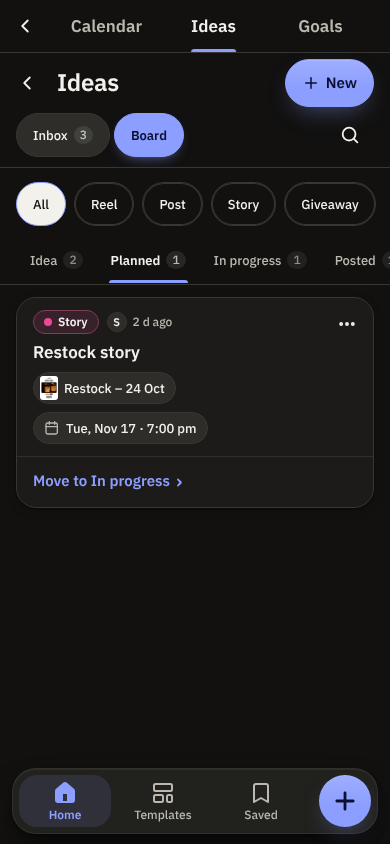 Calendar Ideas Goals
Ideas
New
Inbox 3 Board
All Reel Post Story Giveaway
Idea 2 Planned 1 In progress 1 Posted
Story S 2 d ago
Restock story
Restock – 24 Oct
Tue, Nov 17 · 7:00 pm
Move to In progress
Home Templates Saved